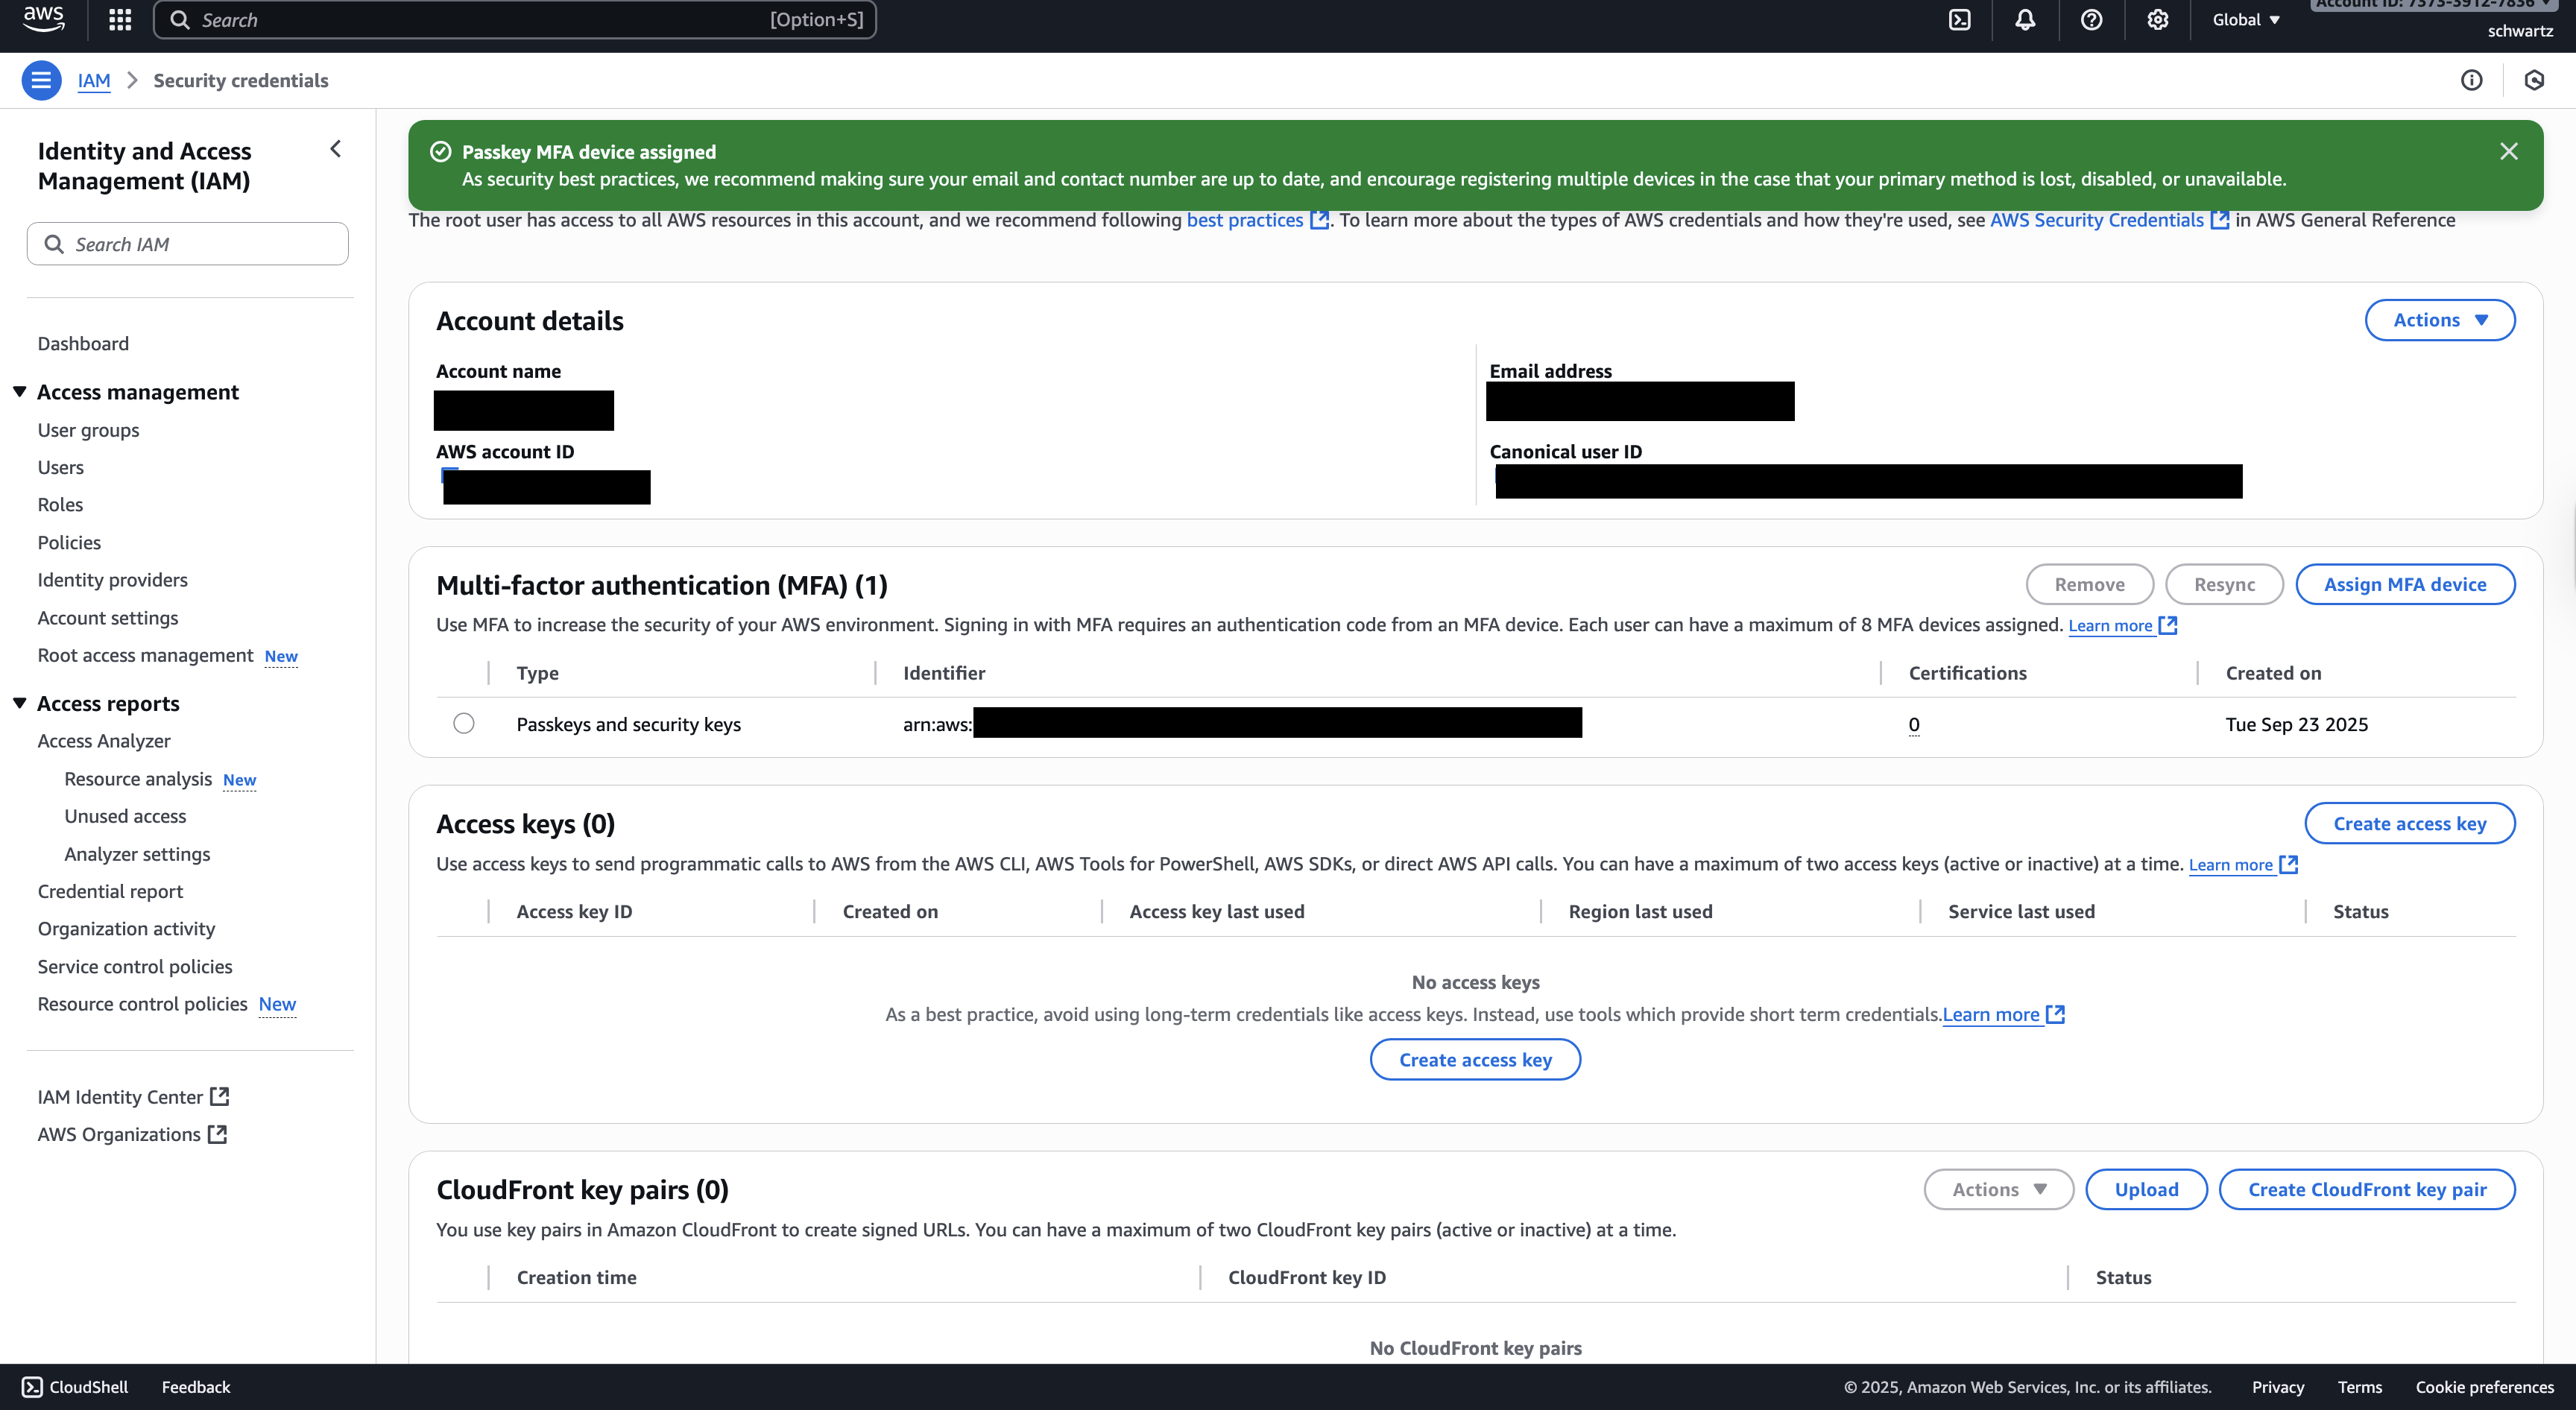 aws
Search [Option+S]
Global
Account ID: 7373-3912-7836
schwartz
IAM
Security credentials
Identity and Access
Management (IAM)
Search IAM
Dashboard
Access management
User groups
Users
Roles
Policies
Identity providers
Account settings
Root access management New
Access reports
Access Analyzer
Resource analysis New
Unused access
Analyzer settings
Credential report
Organization activity
Service control policies
Resource control policies New
IAM Identity Center
AWS Organizations
Passkey MFA device assigned
As security best practices, we recommend making sure your email and contact number are up to date, and encourage registering multiple devices in the case that your primary method is lost, disabled, or unavailable.
The root user has access to all AWS resources in this account, and we recommend following best practices. To learn more about the types of AWS credentials and how they're used, see AWS Security Credentials in AWS General Reference
Account details
Actions
Account name
Email address
AWS account ID
Canonical user ID
Multi-factor authentication (MFA) (1)
Remove
Resync
Assign MFA device
Use MFA to increase the security of your AWS environment. Signing in with MFA requires an authentication code from an MFA device. Each user can have a maximum of 8 MFA devices assigned. Learn more
Type Identifier Certifications Created on
Passkeys and security keys arn:aws: 0 Tue Sep 23 2025
Access keys (0)
Create access key
Use access keys to send programmatic calls to AWS from the AWS CLI, AWS Tools for PowerShell, AWS SDKs, or direct AWS API calls. You can have a maximum of two access keys (active or inactive) at a time. Learn more
Access key ID Created on Access key last used Region last used Service last used Status
No access keys
As a best practice, avoid using long-term credentials like access keys. Instead, use tools which provide short term credentials.Learn more
Create access key
CloudFront key pairs (0)
Actions
Upload
Create CloudFront key pair
You use key pairs in Amazon CloudFront to create signed URLs. You can have a maximum of two CloudFront key pairs (active or inactive) at a time.
Creation time CloudFront key ID Status
No CloudFront key pairs
CloudShell Feedback © 2025, Amazon Web Services, Inc. or its affiliates. Privacy Terms Cookie preferences